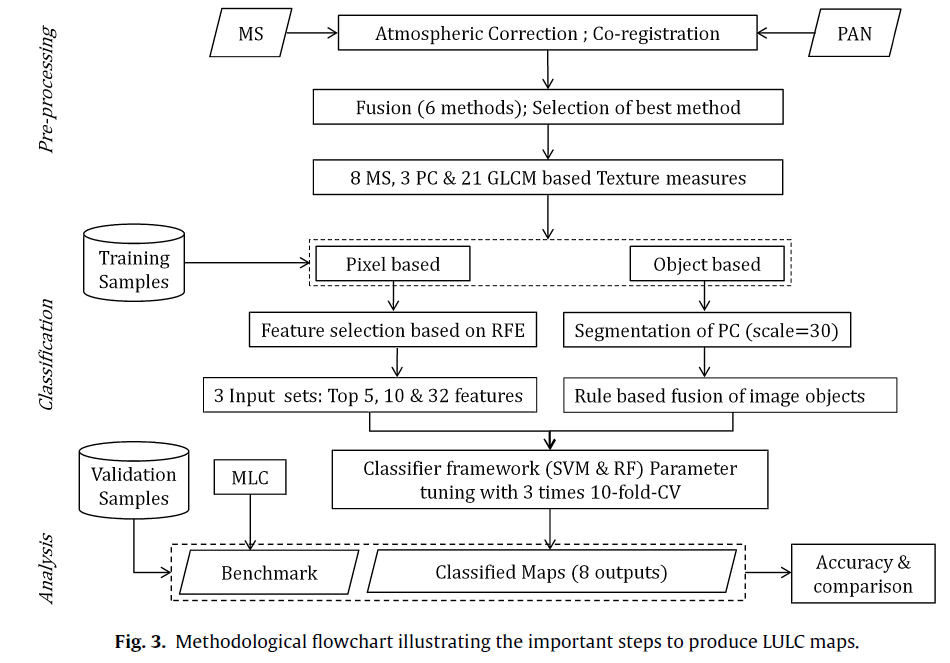 Pre-processing
MS
Atmospheric Correction ; Co-registration
PAN
Fusion (6 methods); Selection of best method
8 MS, 3 PC & 21 GLCM based Texture measures
Classification
Training
Samples
Pixel based
Object based
Feature selection based on RFE
Segmentation of PC (scale=30)
3 Input sets: Top 5, 10 & 32 features
Rule based fusion of image objects
Analysis
Validation
Samples
MLC
Classifier framework (SVM & RF) Parameter
tuning with 3 times 10-fold-CV
Benchmark
Classified Maps (8 outputs)
Accuracy &
comparison
Fig. 3. Methodological flowchart illustrating the important steps to produce LULC maps.